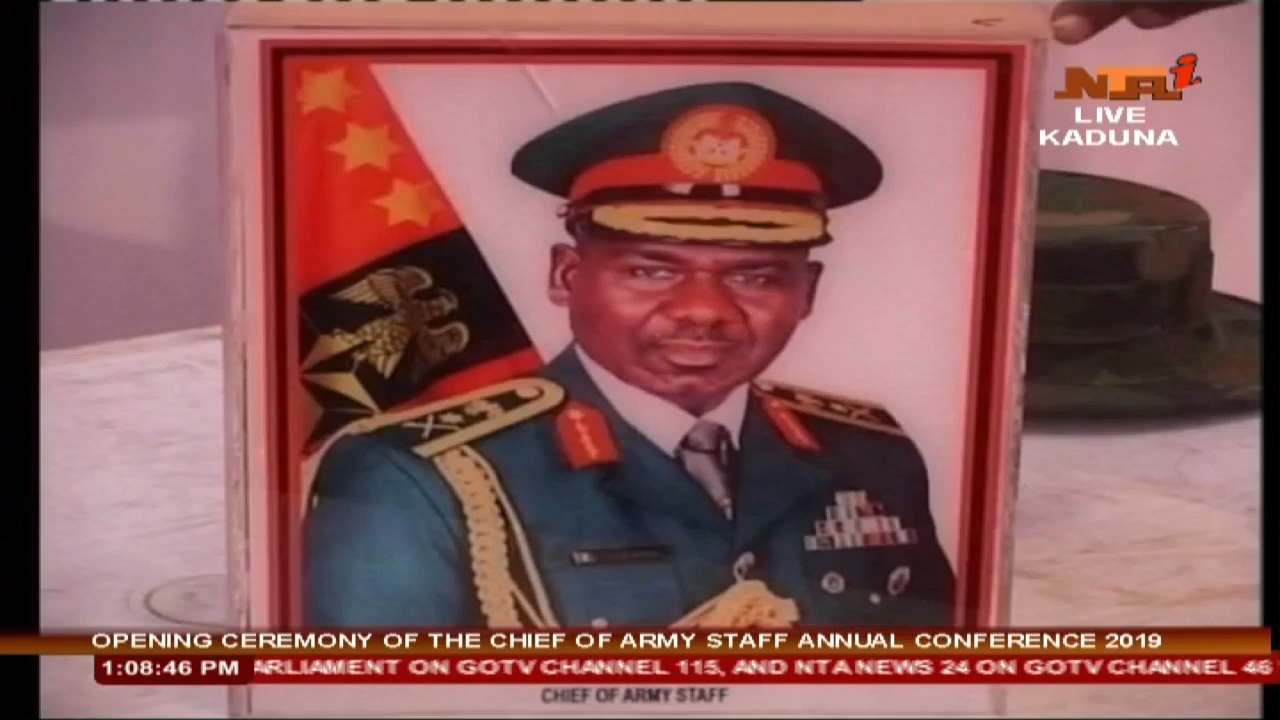 NTAi
LIVE
KADUNA
OPENING CEREMONY OF THE CHIEF OF ARMY STAFF ANNUAL CONFERENCE 2019
1:08:46 PM
ARLIAMENT ON GOTV CHANNEL 115, AND NTA NEWS 24 ON GOTV CHANNEL 46
CHIEF OF ARMY STAFF